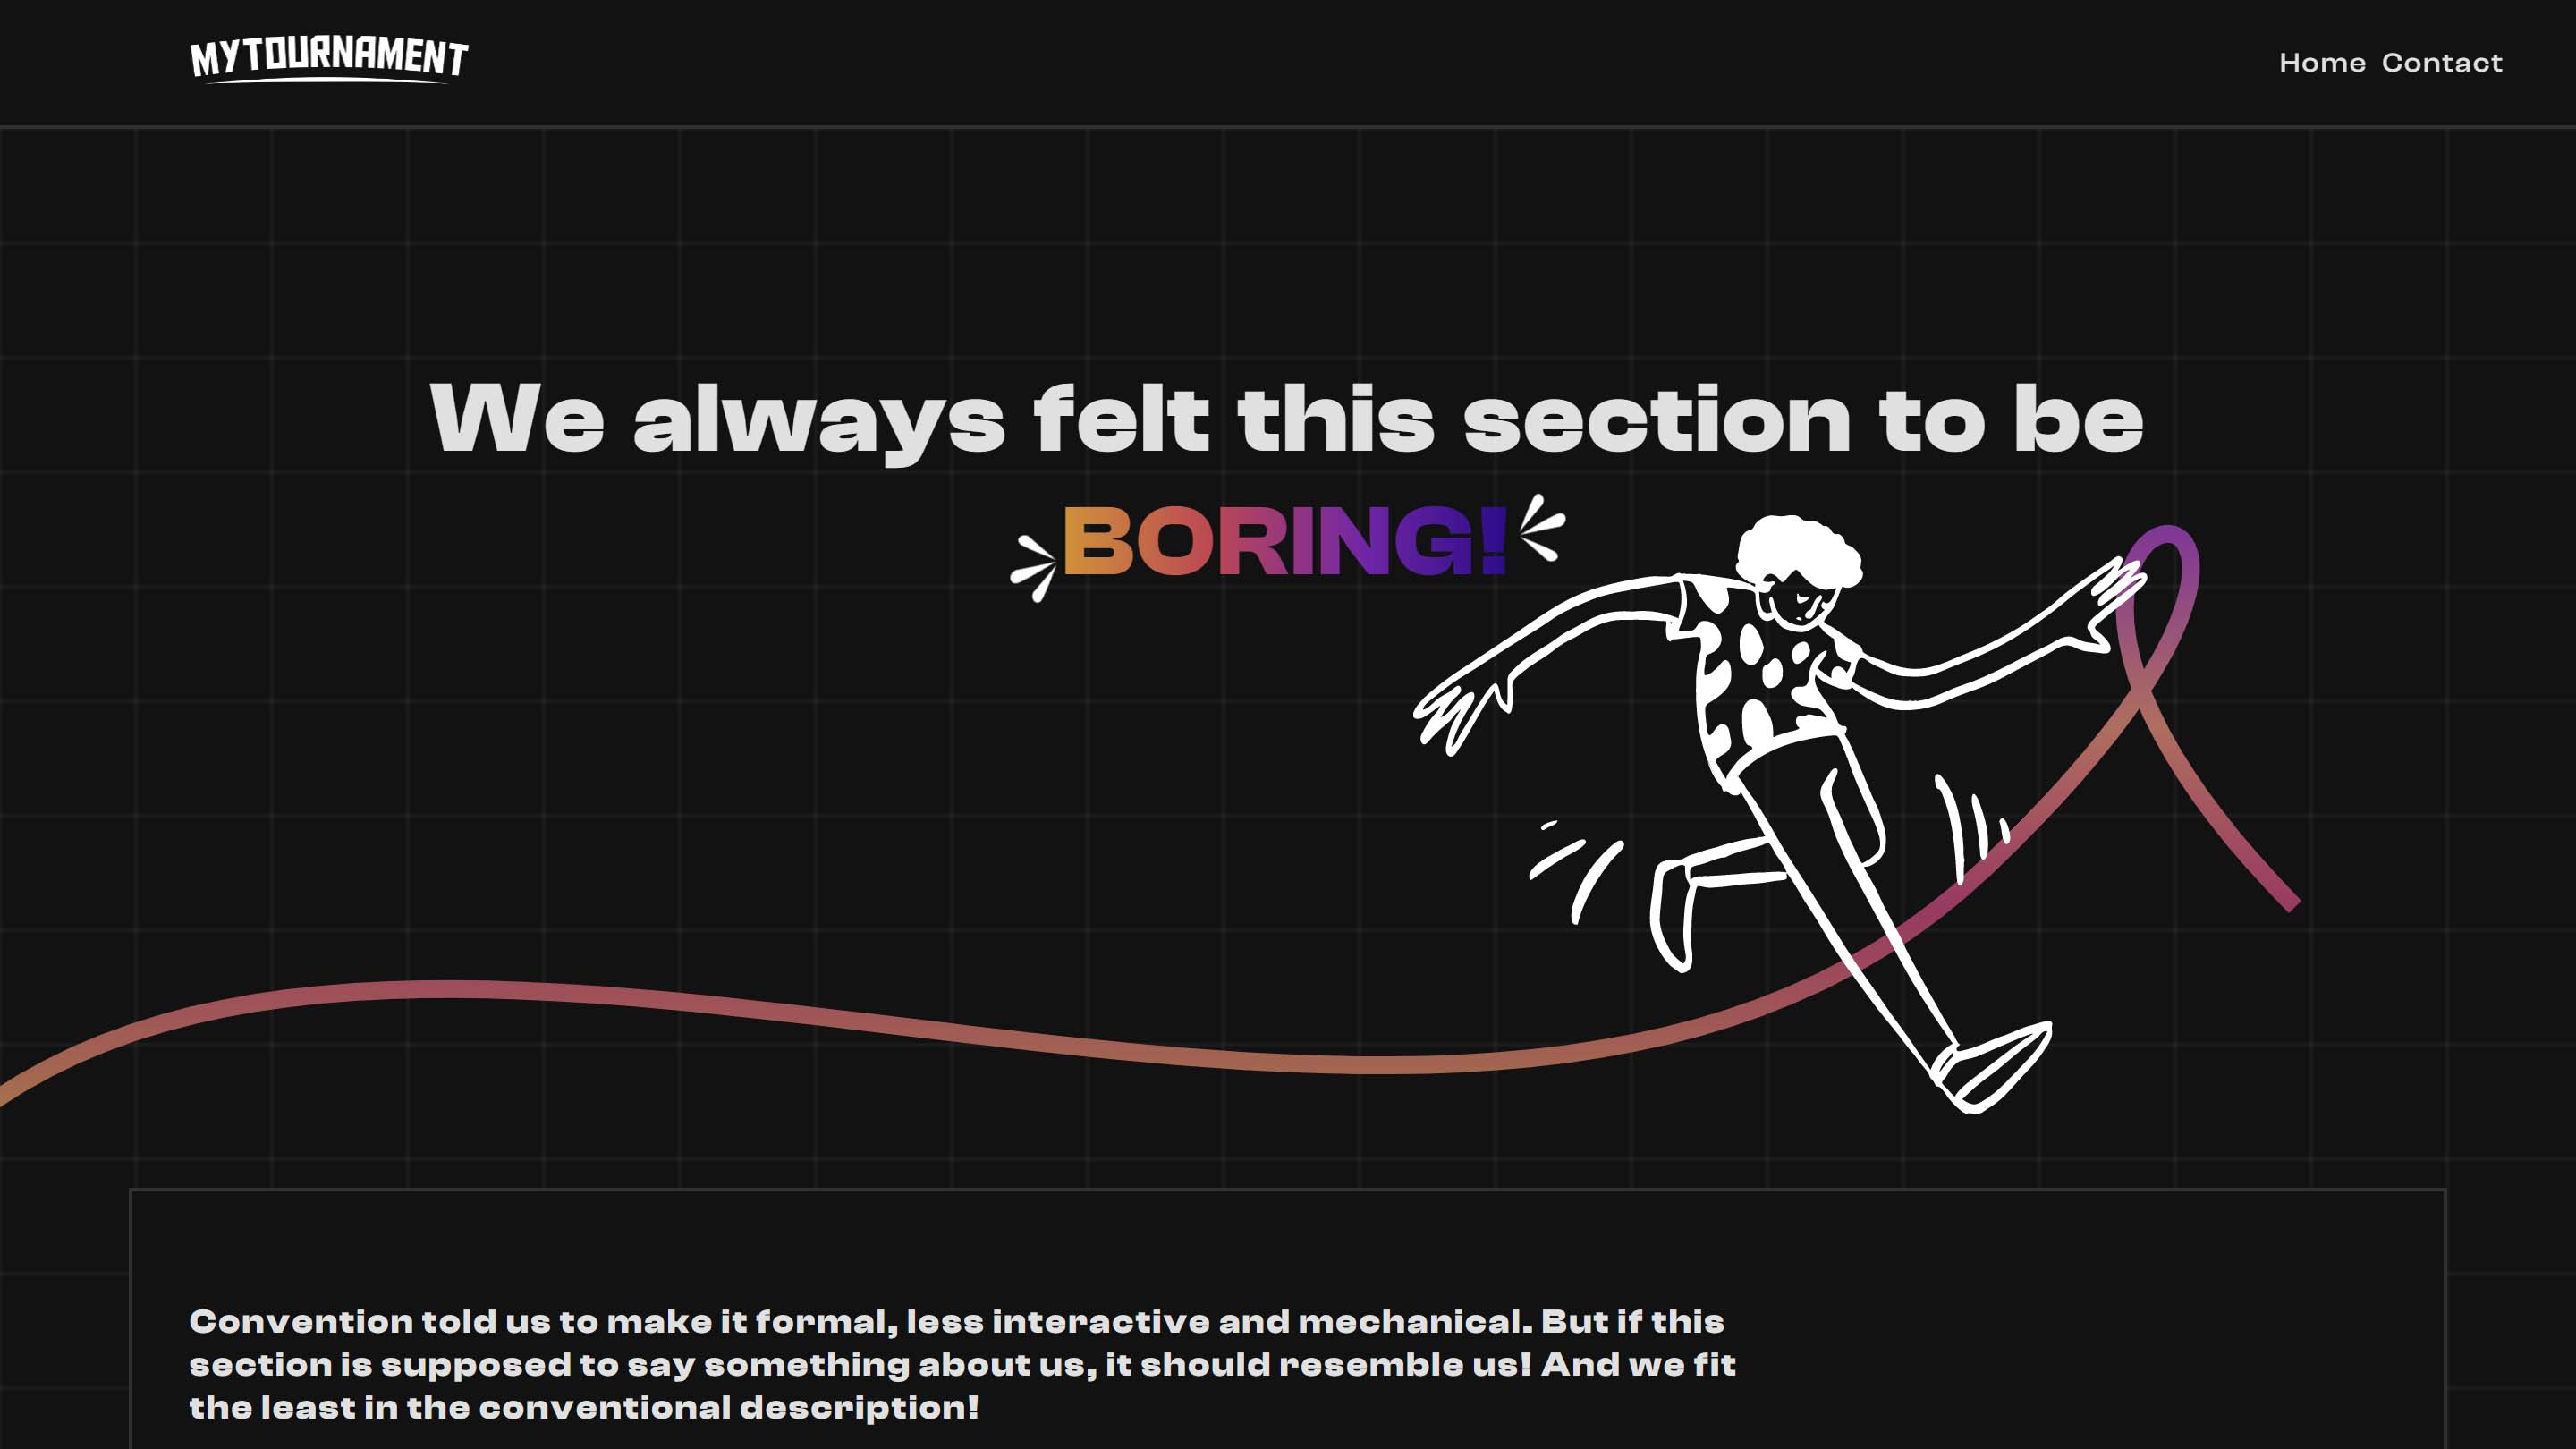 MYTOURNAMENT
Home Contact
We always felt this section to be
BORING!
Convention told us to make it formal, less interactive and mechanical. But if this
section is supposed to say something about us, it should resemble us! And we fit
the least in the conventional description!